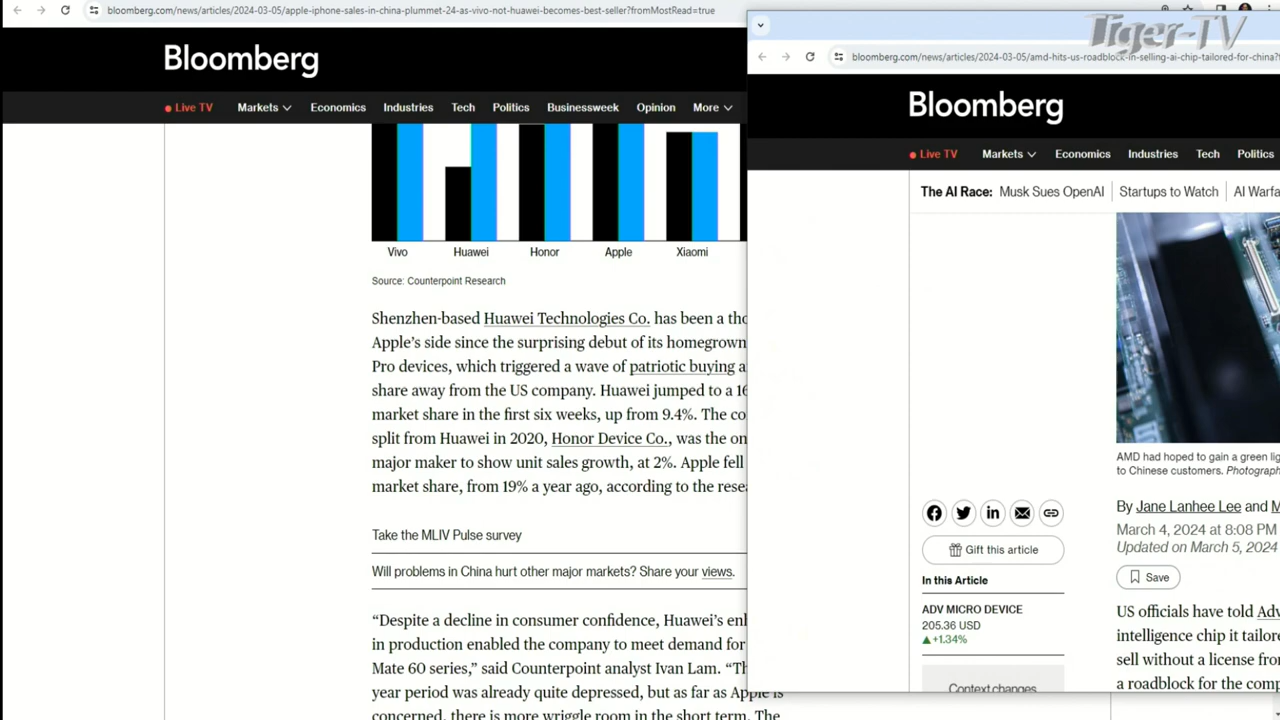 bloomberg.com/news/articles/2024-03-05/apple-iphone-sales-in-china-plummet-24-as-vivo-not-huawei-becomes-best-seller?fromMostRead=true
Bloomberg
Live TV Markets Economics Industries Tech Politics Businessweek Opinion More
Vivo Huawei Honor Apple Xiaomi
Source: Counterpoint Research
Shenzhen-based Huawei Technologies Co. has been a
Apple's side since the surprising debut of its homegrown
Pro devices, which triggered a wave of patriotic buying
share away from the US company. Huawei jumped to a
market share in the first six weeks, up from 9.4%. The
split from Huawei in 2020, Honor Device Co., was the
major maker to show unit sales growth, at 2%. Apple fell
market share, from 19% a year ago, according to the
Take the MLIV Pulse survey
Will problems in China hurt other major markets? Share your views.
“Despite a decline in consumer confidence, Huawei's
in production enabled the company to meet demand for
Mate 60 series,” said Counterpoint analyst Ivan Lam.
year period was already quite depressed, but as far as Apple is
concerned, there is more wriggle room in the short term. The
Tiger-TV
bloomberg.com/news/articles/2024-03-05/amd-hits-us-roadblock-in-selling-ai-chip-tailored-for-china?
Bloomberg
Live TV Markets Economics Industries Tech Politics
The AI Race: Musk Sues OpenAI Startups to Watch AI
AMD had hoped to gain a green
to Chinese customers. Photograph
By Jane Lanhee Lee and
March 4, 2024 at 8:08 PM
Updated on March 5, 2024
Gift this article
Save
In this Article
ADV MICRO DEVICE
205.36 USD
+1.34%
Context changes
US officials have told
intelligence chip it
sell without a license
a roadblock for the